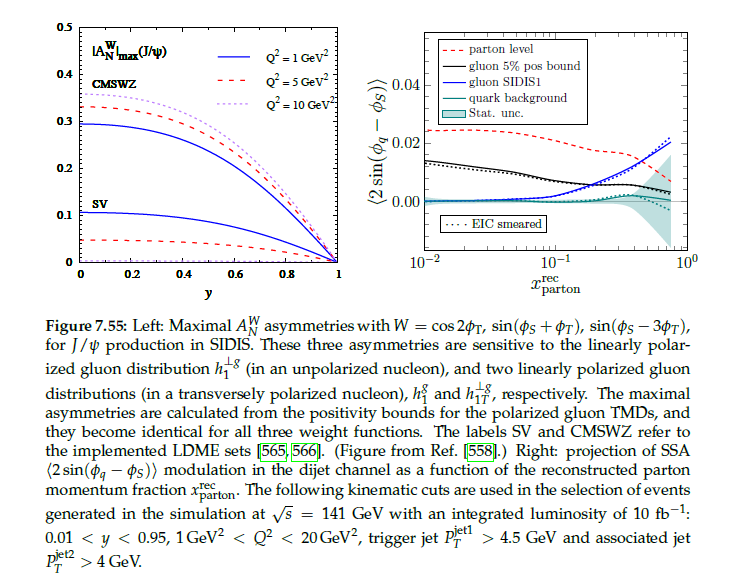 0.5
0.4
0.3
0.2
0.1
0
0
0.2
0.4
0.6
0.8
1
y
|A_N^W|max(J/ψ)
CMSWZ
SV
Q² = 1 GeV²
Q² = 5 GeV²
Q² = 10 GeV²
⟨2 sin(ϕ_q − ϕ_S)⟩
0.04
0.02
0.00
parton level
gluon 5% pos bound
gluon SIDIS1
quark background
Stat. unc.
EIC smeared
10⁻²
10⁻¹
10⁰
x_parton^rec
Figure 7.55: Left: Maximal A_N^W asymmetries with W = cos 2ϕ_T, sin(ϕ_S + ϕ_T), sin(ϕ_S − 3ϕ_T),
for J/ψ production in SIDIS. These three asymmetries are sensitive to the linearly polar-
ized gluon distribution h_1^{⊥g} (in an unpolarized nucleon), and two linearly polarized gluon
distributions (in a transversely polarized nucleon), h_1^g and h_{1T}^{⊥g}, respectively. The maximal
asymmetries are calculated from the positivity bounds for the polarized gluon TMDs, and
they become identical for all three weight functions. The labels SV and CMSWZ refer to
the implemented LDME sets [565, 566]. (Figure from Ref. [558].) Right: projection of SSA
⟨2 sin(ϕ_q − ϕ_S)⟩ modulation in the dijet channel as a function of the reconstructed parton
momentum fraction x_parton^rec. The following kinematic cuts are used in the selection of events
generated in the simulation at √s = 141 GeV with an integrated luminosity of 10 fb⁻¹:
0.01 < y < 0.95, 1 GeV² < Q² < 20 GeV², trigger jet P_T^jet1 > 4.5 GeV and associated jet
P_T^jet2 > 4 GeV.